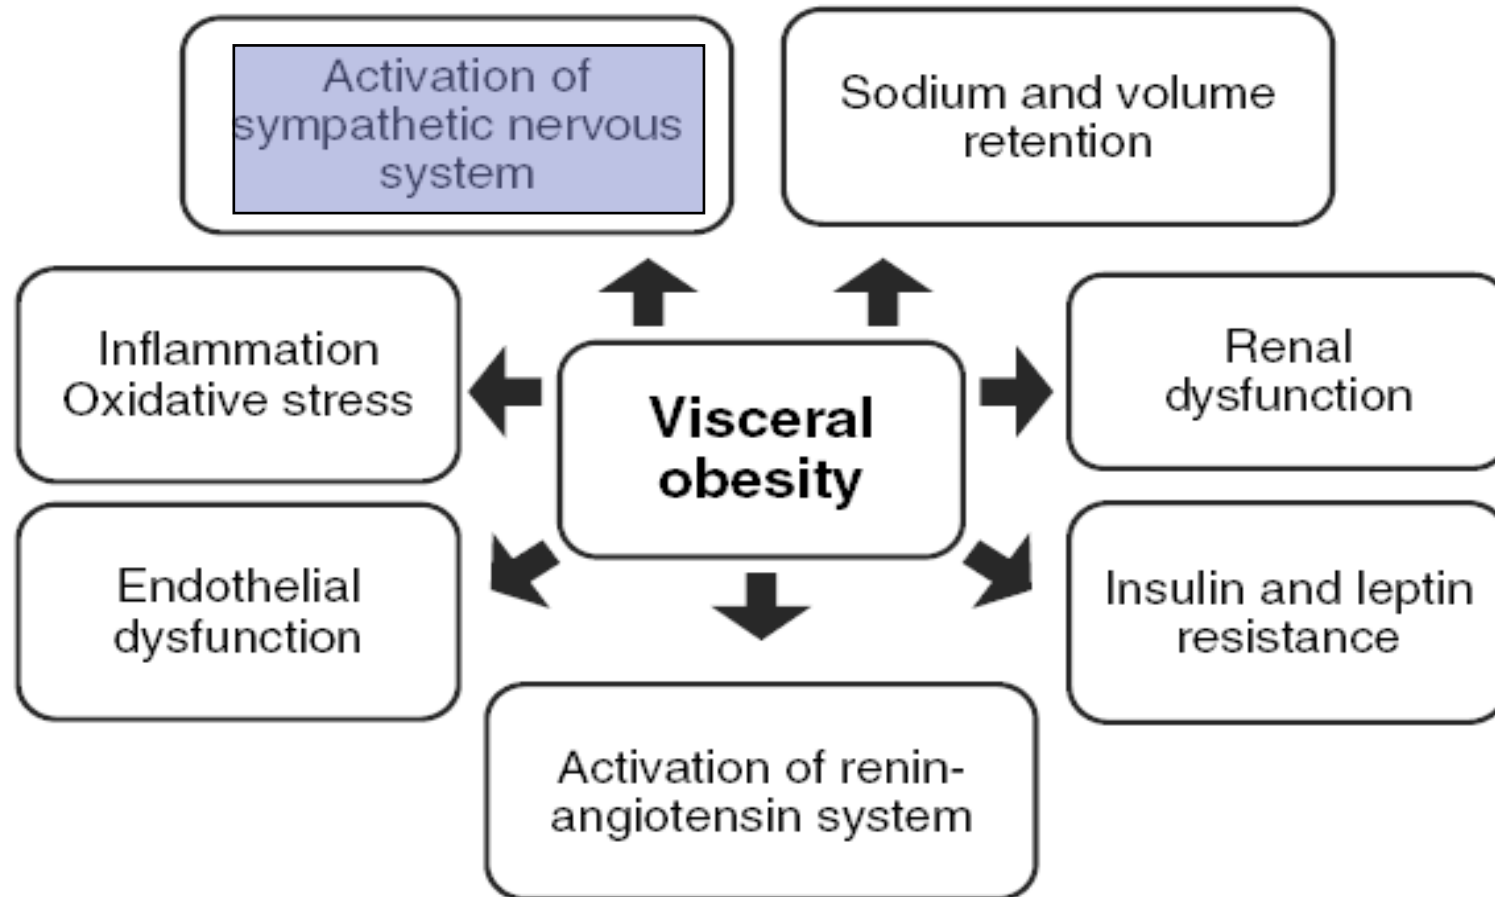 Activation of
sympathetic nervous
system
Sodium and volume
retention
Inflammation
Oxidative stress
Visceral
obesity
Renal
dysfunction
Endothelial
dysfunction
Insulin and leptin
resistance
Activation of renin-
angiotensin system